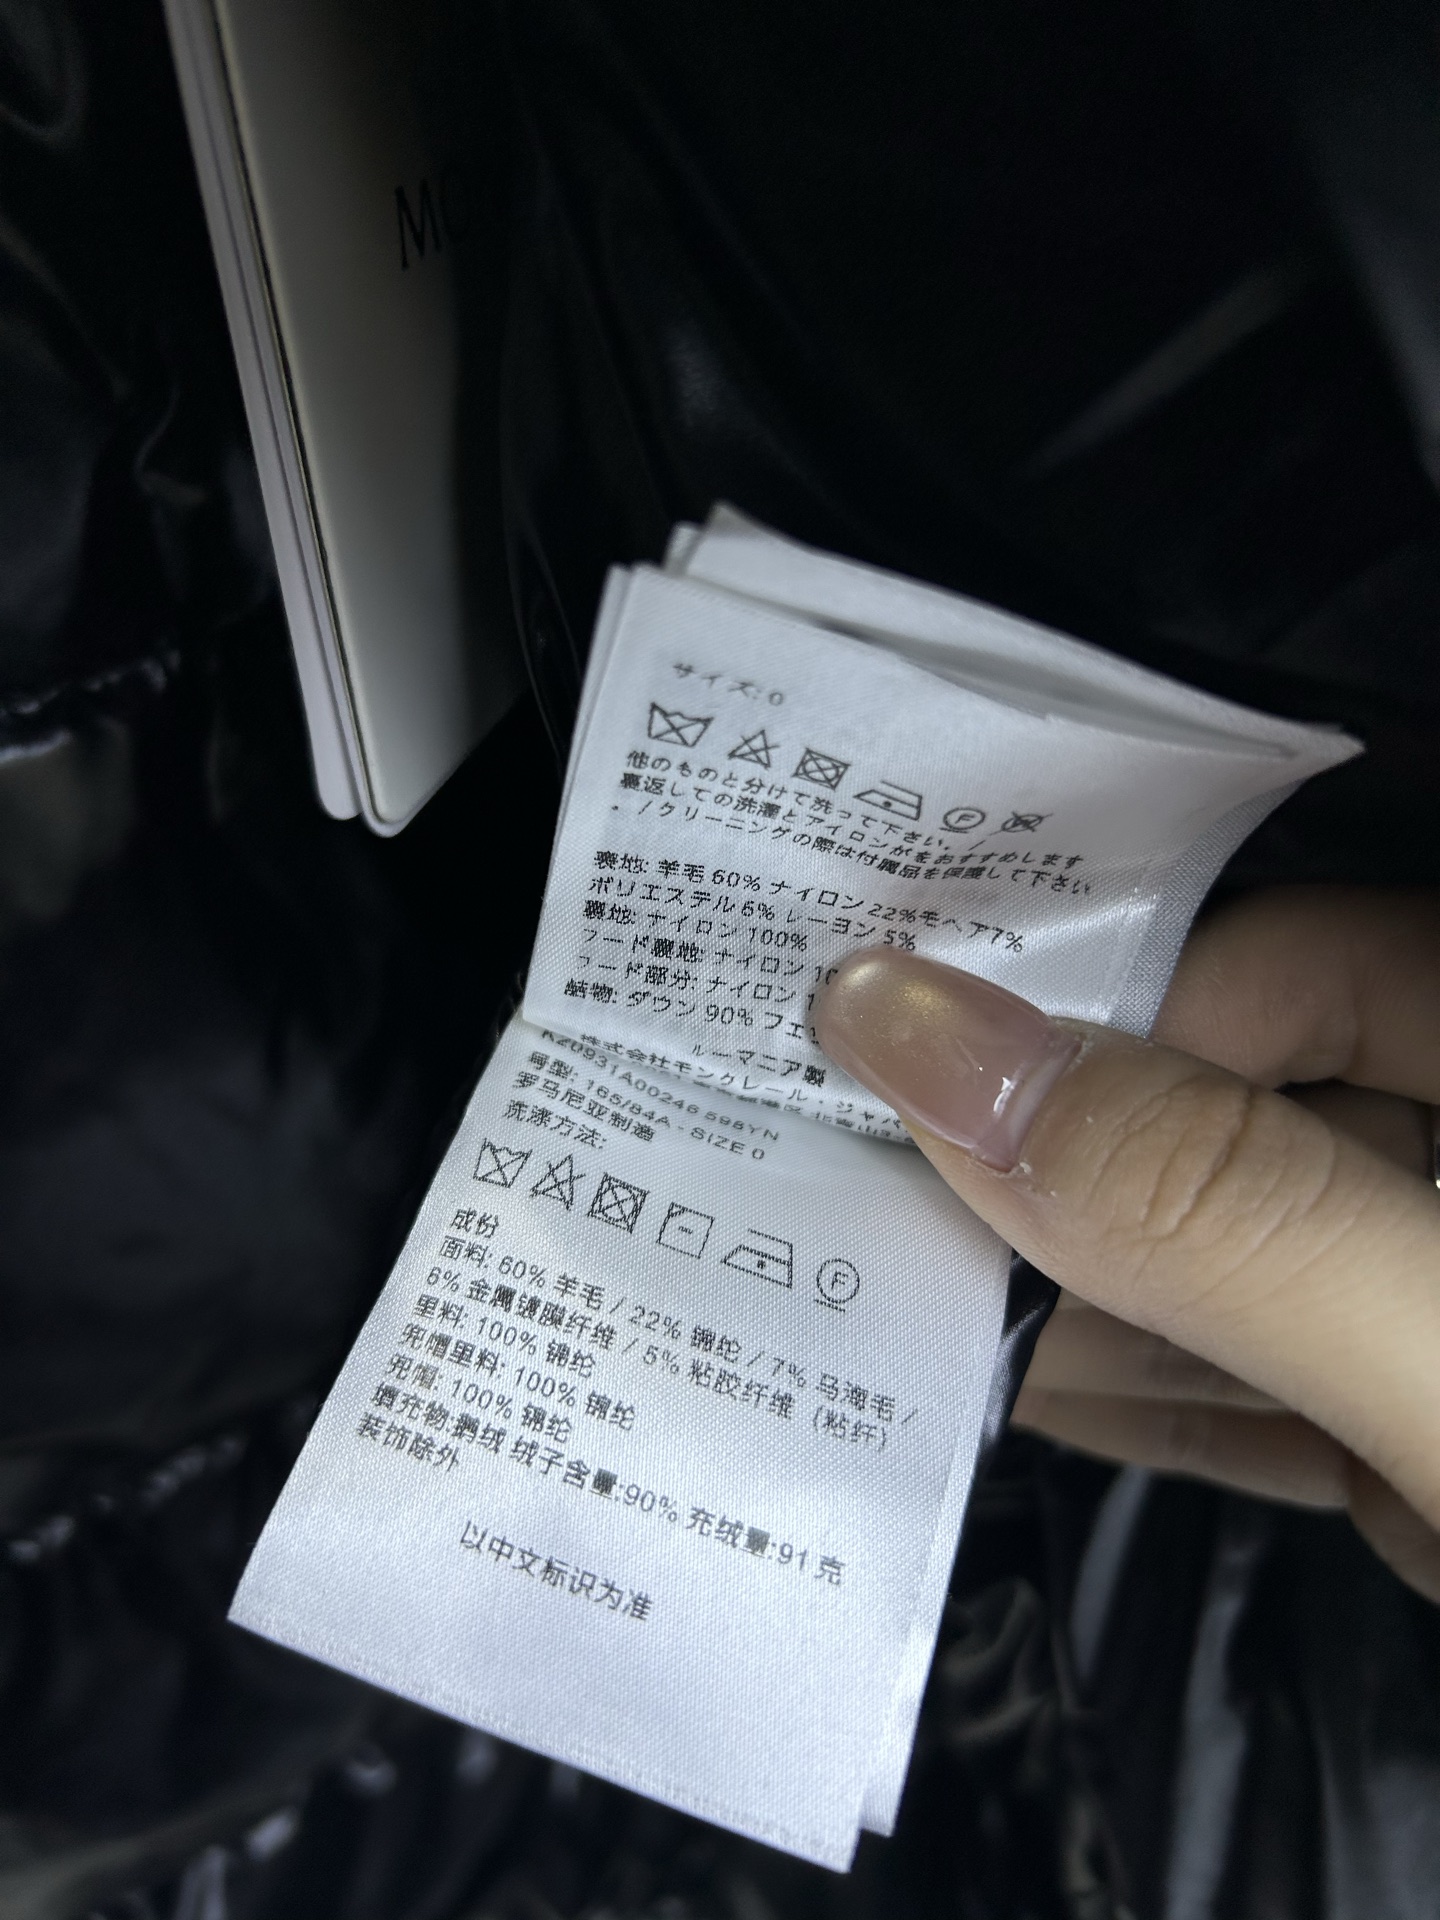 MO
サイズ: 0
他のものと分けて洗って下さい. /
裏返しての洗濯とアイロンがをおすすめします
. / クリーニングの際は付属品を保護して下さい
表地: 羊毛 60% ナイロン 22% モヘア 7%
ポリエステル 6% レーヨン 5%
裏地: ナイロン 100%
フード裏地: ナイロン 10
フード部分: ナイロン 1
詰物: ダウン 90% フェ
ルーマニア製
株式会社モンクレール・ジャパ
K20931A00246 598YN
号型: 165/84A - SIZE 0
罗马尼亚制造
洗涤方法:
F
成份
面料: 60% 羊毛 / 22% 锦纶 / 7% 马海毛 /
6% 金属镀膜纤维 / 5% 粘胶纤维 (粘纤)
里料: 100% 锦纶
兜帽里料: 100% 锦纶
兜帽: 100% 锦纶
填充物:鹅绒 绒子含量:90% 充绒量:91 克
装饰除外
以中文标识为准